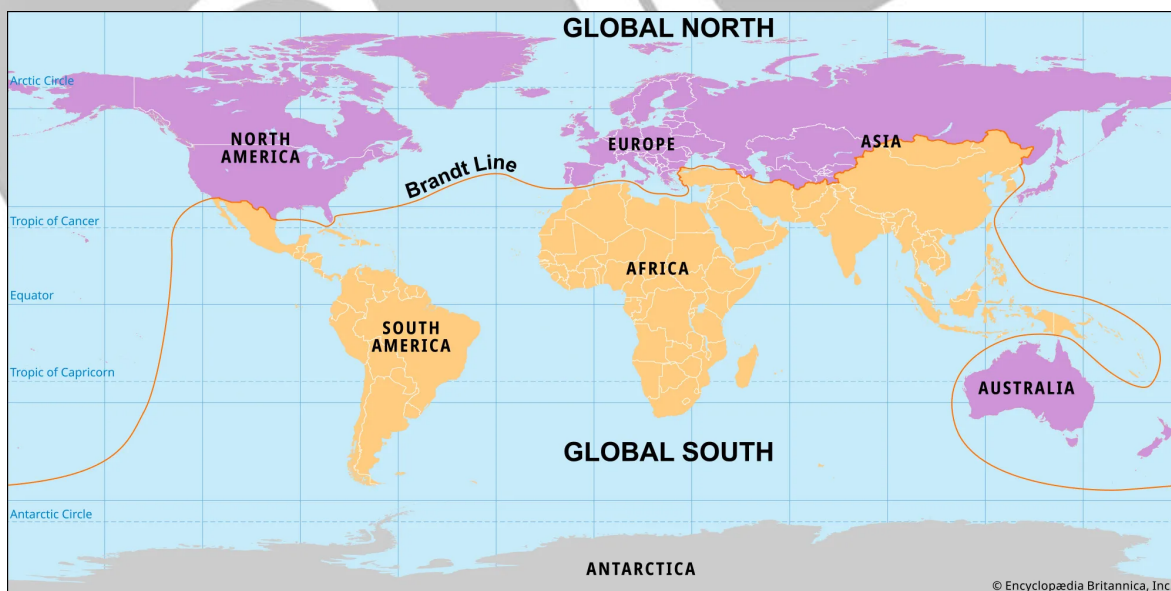 GLOBAL NORTH
Arctic Circle
NORTH
AMERICA
EUROPE
ASIA
Brandt Line
Tropic of Cancer
AFRICA
Equator
SOUTH
AMERICA
Tropic of Capricorn
AUSTRALIA
GLOBAL SOUTH
Antarctic Circle
ANTARCTICA
© Encyclopædia Britannica, Inc